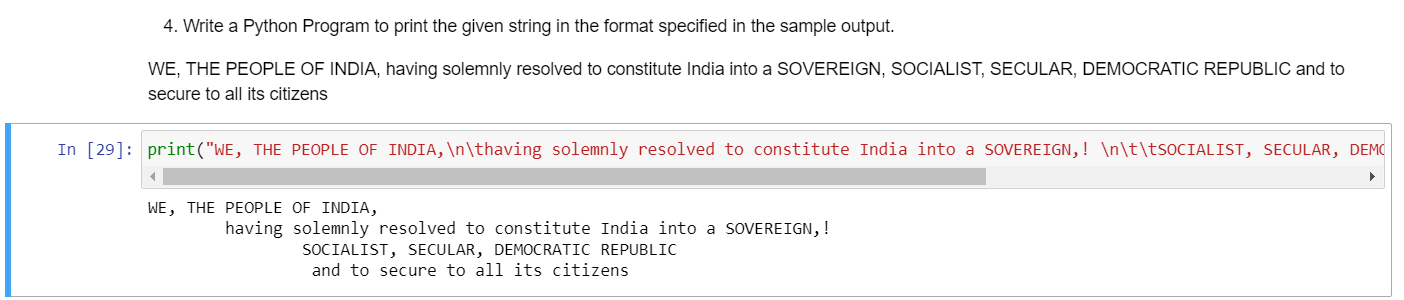 4. Write a Python Program to print the given string in the format specified in the sample output.
WE, THE PEOPLE OF INDIA, having solemnly resolved to constitute India into a SOVEREIGN, SOCIALIST, SECULAR, DEMOCRATIC REPUBLIC and to
secure to all its citizens
In [29]: print("WE, THE PEOPLE OF INDIA,\n\thaving solemnly resolved to constitute India into a SOVEREIGN,! \n\t\tSOCIALIST, SECULAR, DEMO
WE, THE PEOPLE OF INDIA,
        having solemnly resolved to constitute India into a SOVEREIGN,!
                SOCIALIST, SECULAR, DEMOCRATIC REPUBLIC
                 and to secure to all its citizens